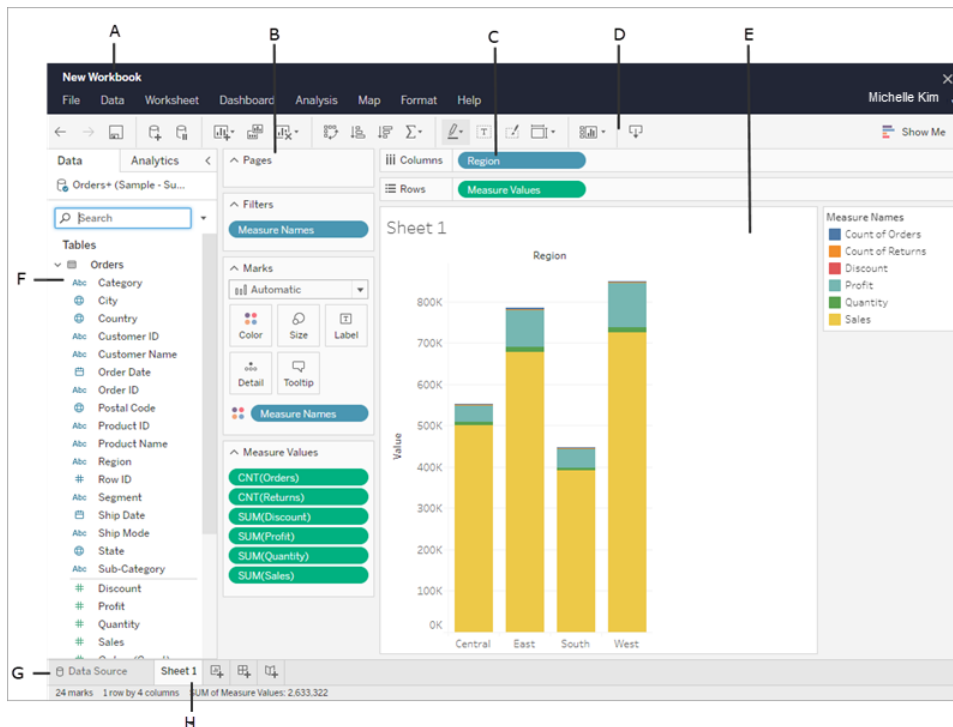 A B C D E
New Workbook
File Data Worksheet Dashboard Analysis Map Format Help
Michelle Kim
Show Me
Data Analytics
Orders+ (Sample - Su...
Search
Tables
Orders
F
Abc Category
City
Country
Abc Customer ID
Abc Customer Name
Order Date
Abc Order ID
Postal Code
Abc Product ID
Abc Product Name
Abc Region
# Row ID
Abc Segment
Ship Date
Abc Ship Mode
State
Abc Sub-Category
# Discount
# Profit
# Quantity
# Sales
Pages
Filters
Measure Names
Marks
Automatic
Color Size Label
Detail Tooltip
Measure Names
Measure Values
CNT(Orders)
CNT(Returns)
SUM(Discount)
SUM(Profit)
SUM(Quantity)
SUM(Sales)
Columns Region
Rows Measure Values
Sheet 1
Region
Value
800K
700K
600K
500K
400K
300K
200K
100K
0K
Central East South West
Measure Names
Count of Orders
Count of Returns
Discount
Profit
Quantity
Sales
G
Data Source Sheet 1
24 marks 1 row by 4 columns SUM of Measure Values: 2,633,322
H